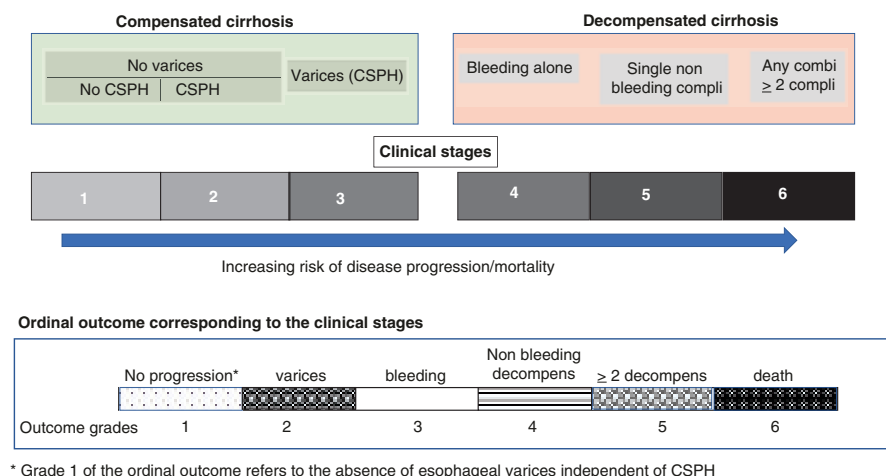 Compensated cirrhosis
Decompensated cirrhosis
No varices
No CSPH
CSPH
Varices (CSPH)
Bleeding alone
Single non
bleeding compli
Any combi
≥ 2 compli
Clinical stages
1
2
3
4
5
6
Increasing risk of disease progression/mortality
Ordinal outcome corresponding to the clinical stages
No progression*
varices
bleeding
Non bleeding
decompens
≥ 2 decompens
death
Outcome grades
1
2
3
4
5
6
* Grade 1 of the ordinal outcome refers to the absence of esophageal varices independent of CSPH